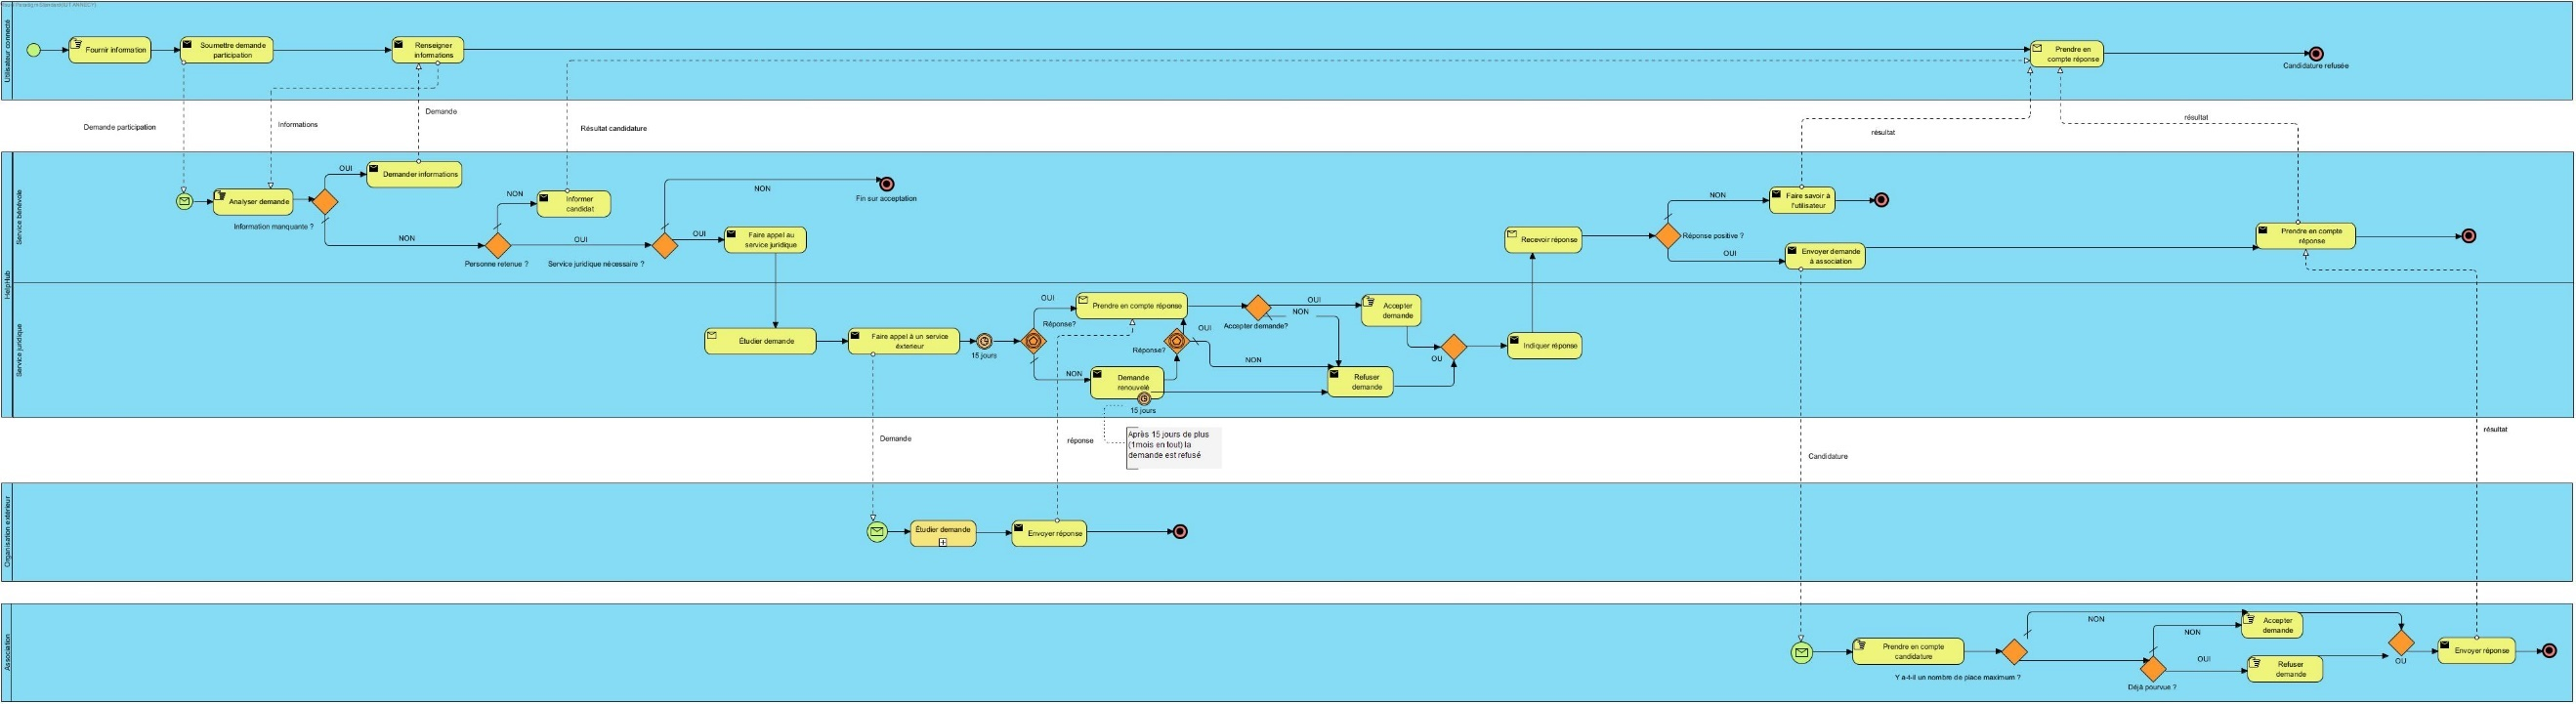 Utilisateur connecté
Fournir information
Soumettre demande
participation
Renseigner
informations
Prendre en
compte réponse
Candidature refusée
Demande participation
Informations
Demande
Résultat candidature
résultat
résultat
HelpHub
Service bénévole
Analyser demande
Information manquante ?
OUI
Demander informations
NON
Personne retenue ?
NON
Informer
candidat
OUI
Service juridique nécessaire ?
NON
Fin sur acceptation
OUI
Faire appel au
service juridique
Recevoir réponse
Réponse positive ?
NON
Faire savoir à
l'utilisateur
OUI
Envoyer demande
à association
Prendre en compte
réponse
Service juridique
Étudier demande
Faire appel à un service
éxterieur
15 jours
Réponse?
OUI
Prendre en compte réponse
NON
Demande
renouvelé
15 jours
Réponse?
OUI
NON
Accepter demande?
OUI
NON
Accepter
demande
Refuser
demande
OU
Indiquer réponse
Demande
réponse
Après 15 jours de plus
(1mois en tout) la
demande est refusé
Candidature
résultat
Organisation extérieur
Étudier demande
Envoyer réponse
Association
Prendre en compte
candidature
Y a-t-il un nombre de place maximum ?
NON
Déjà pourvue ?
NON
OUI
Accepter
demande
Refuser
demande
OU
Envoyer réponse